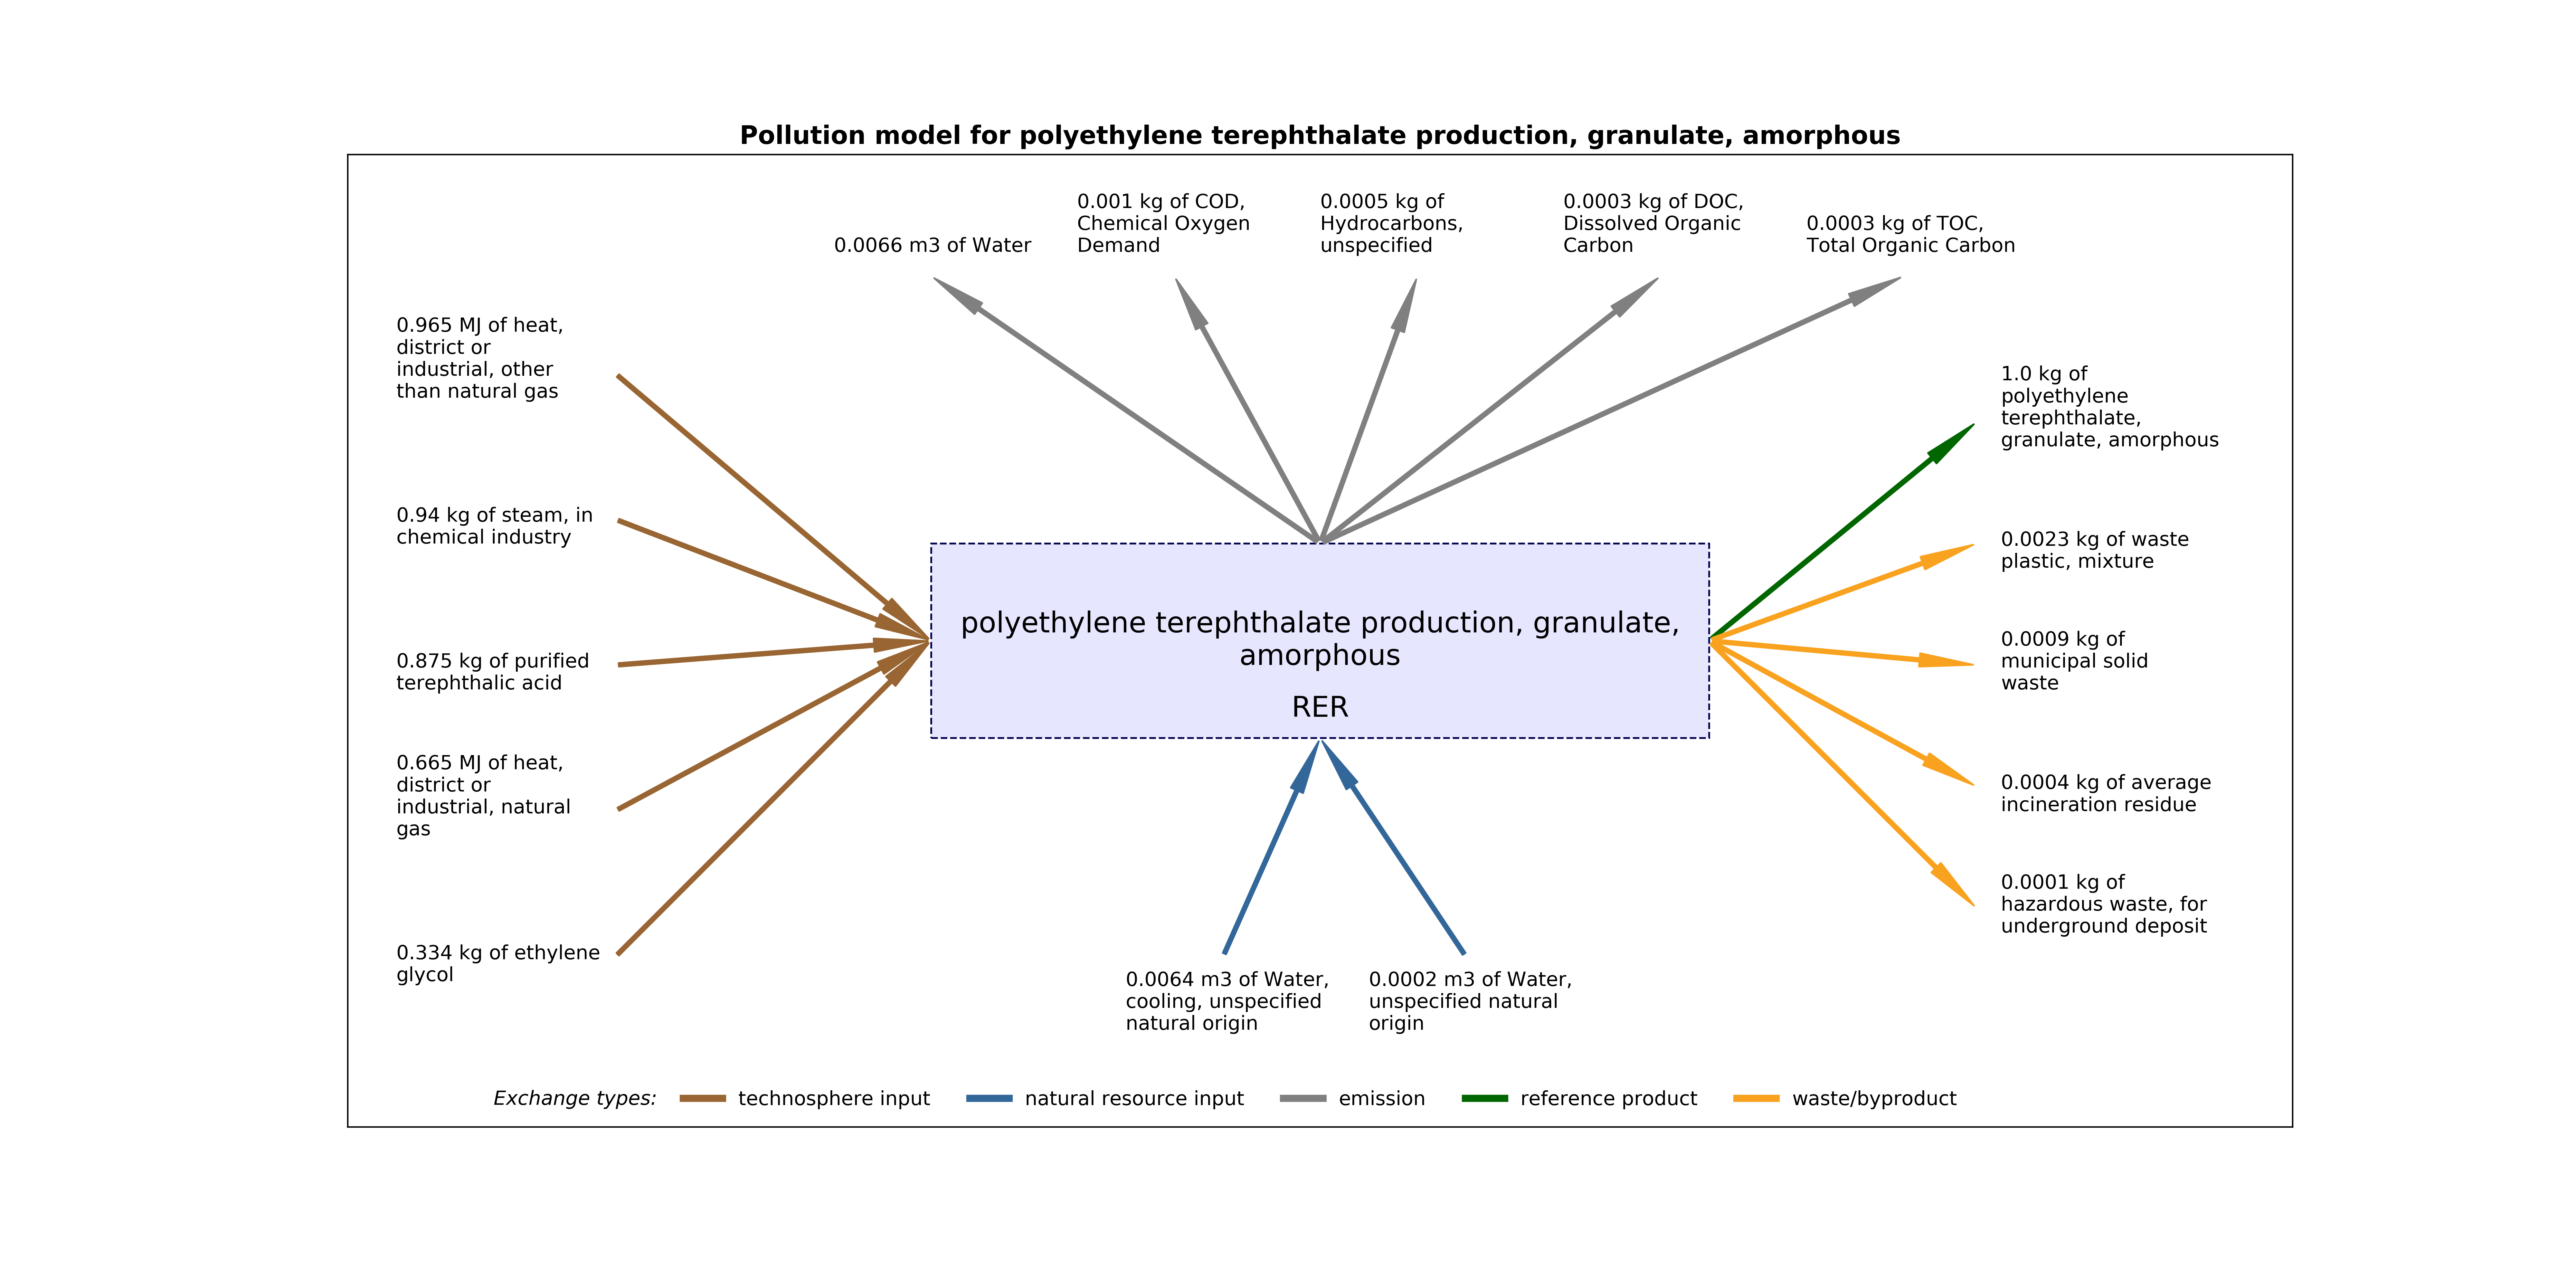 Pollution model for polyethylene terephthalate production, granulate, amorphous
0.0066 m3 of Water
0.001 kg of COD,
Chemical Oxygen
Demand
0.0005 kg of
Hydrocarbons,
unspecified
0.0003 kg of DOC,
Dissolved Organic
Carbon
0.0003 kg of TOC,
Total Organic Carbon
0.965 MJ of heat,
district or
industrial, other
than natural gas
0.94 kg of steam, in
chemical industry
0.875 kg of purified
terephthalic acid
0.665 MJ of heat,
district or
industrial, natural
gas
0.334 kg of ethylene
glycol
polyethylene terephthalate production, granulate,
amorphous
RER
1.0 kg of
polyethylene
terephthalate,
granulate, amorphous
0.0023 kg of waste
plastic, mixture
0.0009 kg of
municipal solid
waste
0.0004 kg of average
incineration residue
0.0001 kg of
hazardous waste, for
underground deposit
0.0064 m3 of Water,
cooling, unspecified
natural origin
0.0002 m3 of Water,
unspecified natural
origin
Exchange types: technosphere input natural resource input emission reference product waste/byproduct